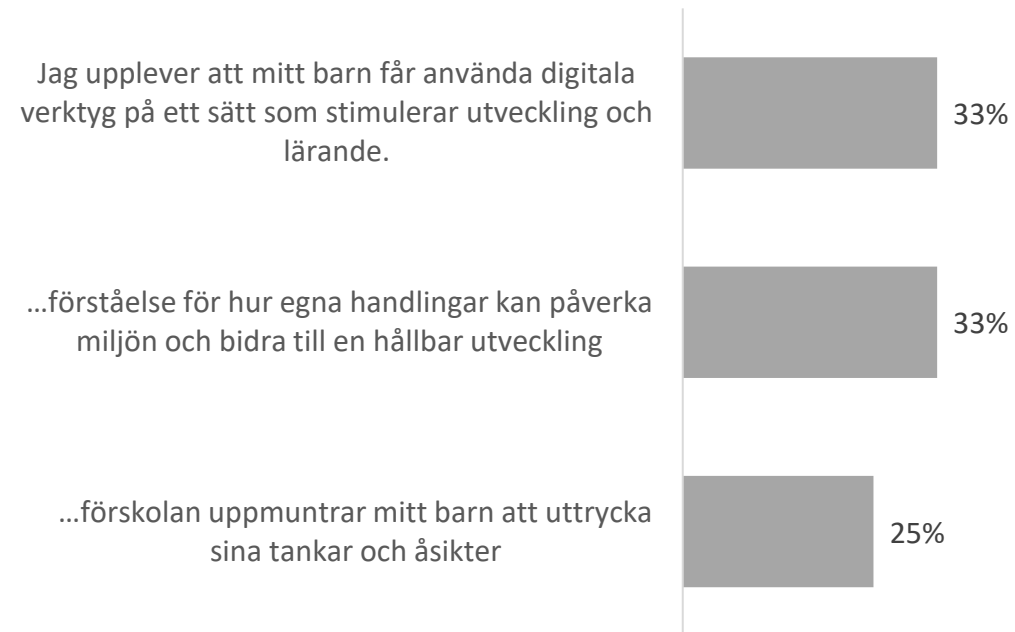 Jag upplever att mitt barn får använda digitala
verktyg på ett sätt som stimulerar utveckling och
lärande.
33%
…förståelse för hur egna handlingar kan påverka
miljön och bidra till en hållbar utveckling
33%
…förskolan uppmuntrar mitt barn att uttrycka
sina tankar och åsikter
25%